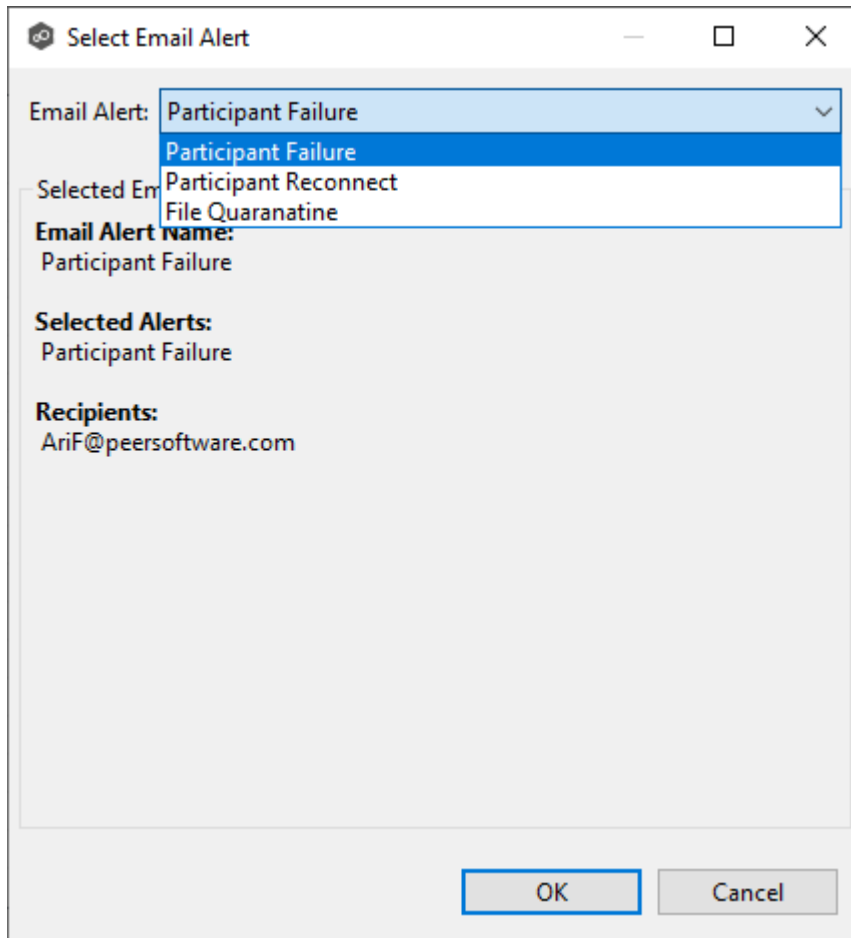 Select Email Alert
Email Alert: Participant Failure
Participant Failure
Participant Reconnect
File Quaranatine
Selected Em
Email Alert Name:
Participant Failure
Selected Alerts:
Participant Failure
Recipients:
AriF@peersoftware.com
OK Cancel